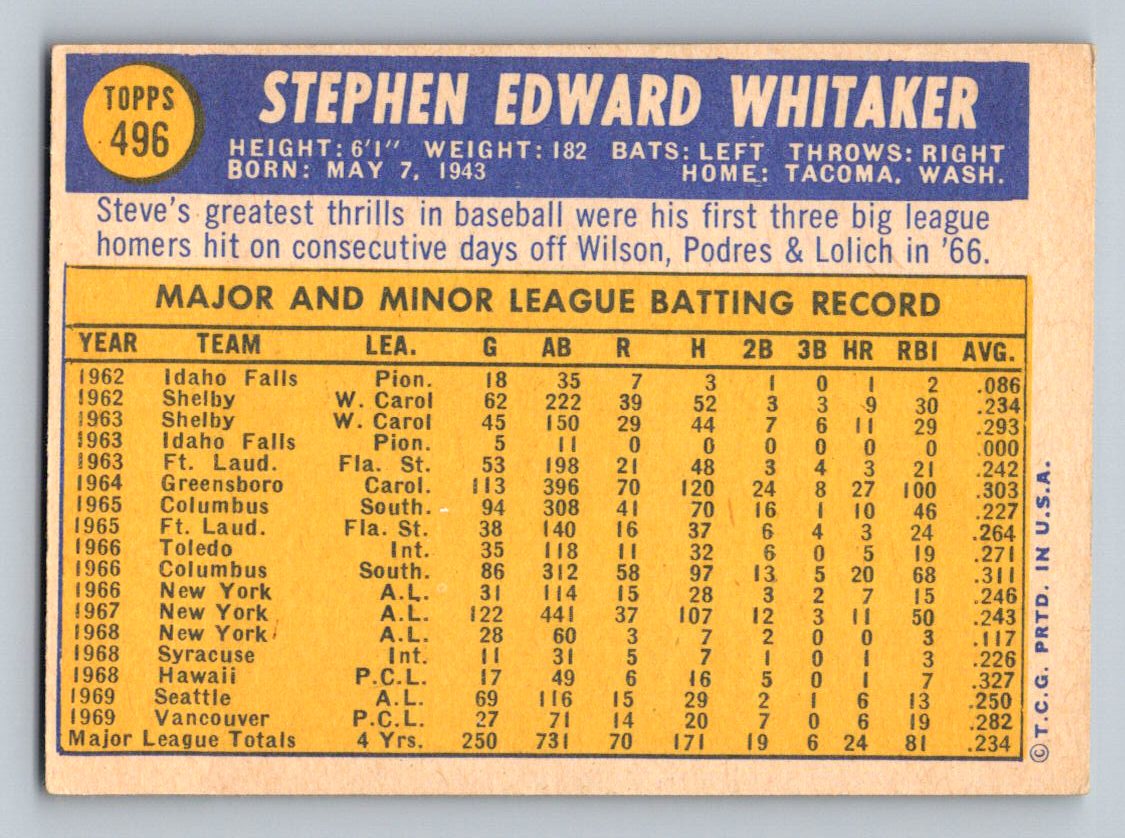 TOPPS
496
STEPHEN EDWARD WHITAKER
HEIGHT: 6'1" WEIGHT: 182 BATS: LEFT THROWS: RIGHT
BORN: MAY 7, 1943 HOME: TACOMA, WASH.
Steve's greatest thrills in baseball were his first three big league
homers hit on consecutive days off Wilson, Podres & Lolich in '66.
MAJOR AND MINOR LEAGUE BATTING RECORD
YEAR TEAM LEA. G AB R H 2B 3B HR RBI AVG.
1962 Idaho Falls Pion. 18 35 7 3 1 0 1 2 .086
1962 Shelby W. Carol 62 222 39 52 3 3 9 30 .234
1963 Shelby W. Carol 45 150 29 44 7 6 11 29 .293
1963 Idaho Falls Pion. 5 11 0 0 0 0 0 0 .000
1963 Ft. Laud. Fla. St. 53 198 21 48 3 4 3 21 .242
1964 Greensboro Carol. 113 396 70 120 24 8 27 100 .303
1965 Columbus South. 94 308 41 70 16 1 10 46 .227
1965 Ft. Laud. Fla. St. 38 140 16 37 6 4 3 24 .264
1966 Toledo Int. 35 118 11 32 6 0 5 19 .271
1966 Columbus South. 86 312 58 97 13 5 20 68 .311
1966 New York A.L. 31 114 15 28 3 2 7 15 .246
1967 New York A.L. 122 441 37 107 12 3 11 50 .243
1968 New York A.L. 28 60 3 7 2 0 0 3 .117
1968 Syracuse Int. 11 31 5 7 1 0 1 3 .226
1968 Hawaii P.C.L. 17 49 6 16 5 0 1 7 .327
1969 Seattle A.L. 69 116 15 29 2 1 6 13 .250
1969 Vancouver P.C.L. 27 71 14 20 7 0 6 19 .282
Major League Totals 4 Yrs. 250 731 70 171 19 6 24 81 .234
©T.C.G. PRTD. IN U.S.A.